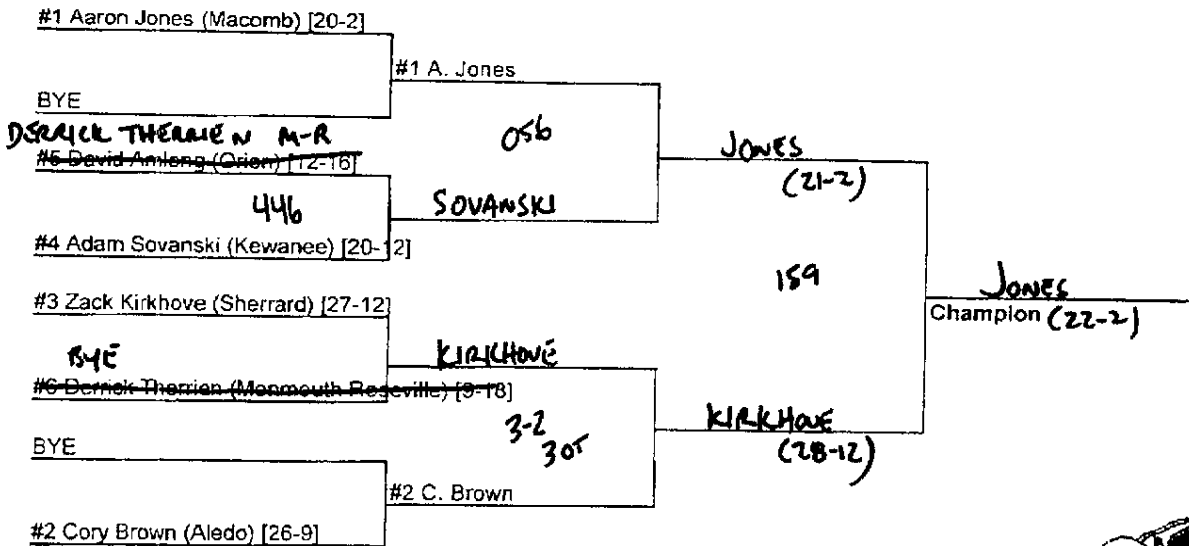 #1 Aaron Jones (Macomb) [20-2]
#1 A. Jones
BYE
DERRICK THERRIEN M-R
056
JONES
#5 David Amlong (Orion) [12-16]
(21-2)
446
SOVANSKI
#4 Adam Sovanski (Kewanee) [20-12]
159
JONES
#3 Zack Kirkhove (Sherrard) [27-12]
Champion (22-2)
BYE
KIRKHOVE
#6 Derrick Therrien (Monmouth Roseville) [9-18]
3-2
KIRKHOVE
30T
(28-12)
BYE
#2 C. Brown
#2 Cory Brown (Aledo) [26-9]